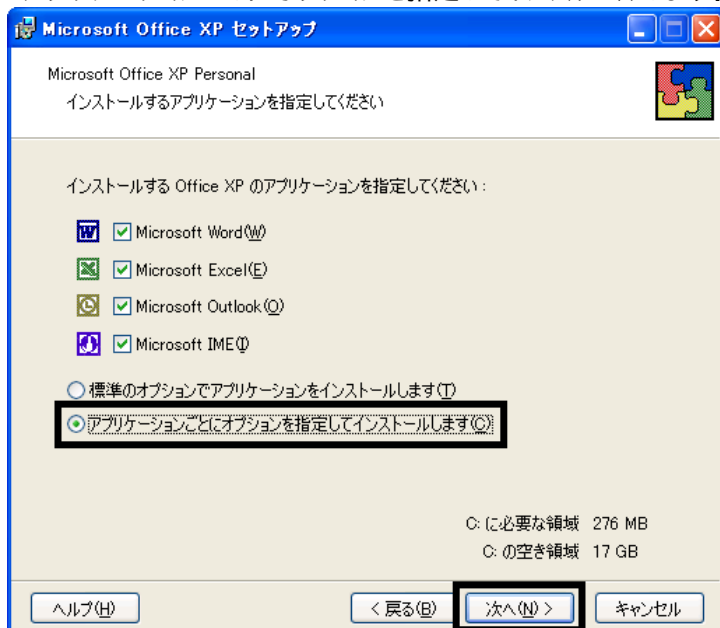 Microsoft Office XP セットアップ
Microsoft Office XP Personal
インストールするアプリケーションを指定してください
インストールする Office XP のアプリケーションを指定してください :
Microsoft Word(W)
Microsoft Excel(E)
Microsoft Outlook(O)
Microsoft IME(I)
標準のオプションでアプリケーションをインストールします(T)
アプリケーションごとにオプションを指定してインストールします(C)
C: に必要な領域 276 MB
C: の空き領域 17 GB
ヘルプ(H) < 戻る(B) 次へ(N) > キャンセル